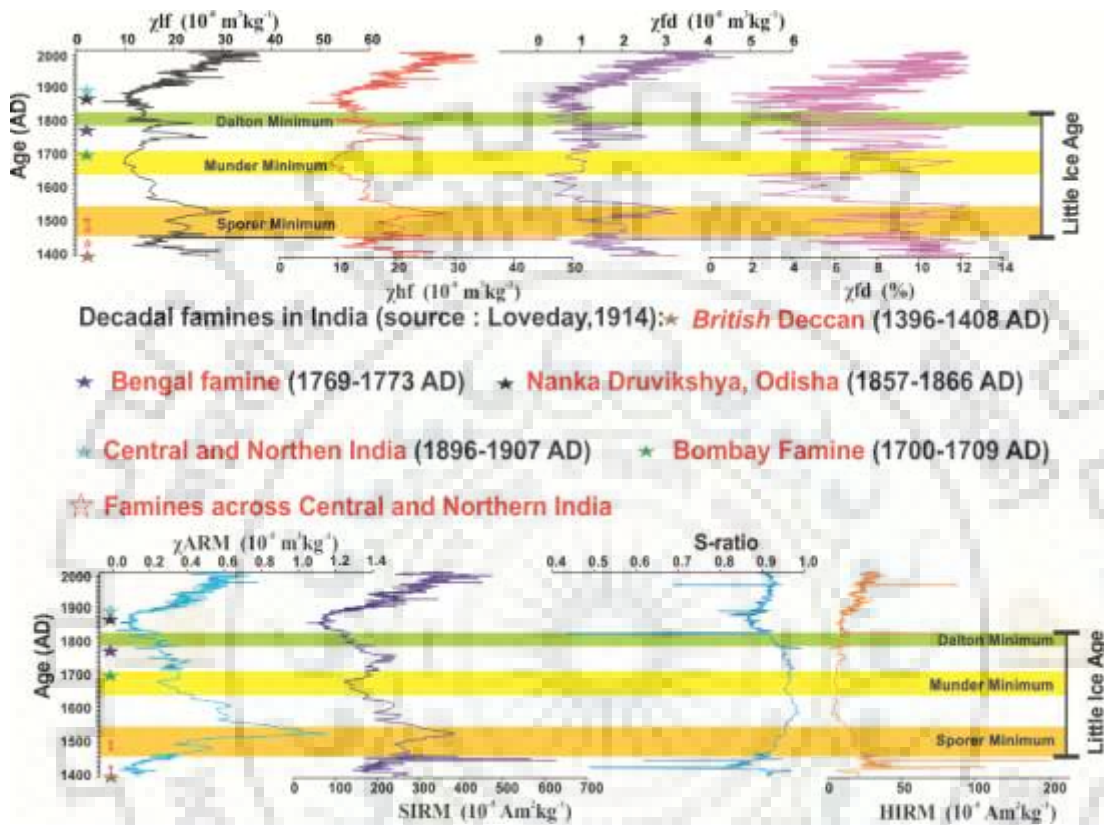 χlf (10⁻⁸ m³kg⁻¹) χfd (10⁻⁸ m³kg⁻¹)
0 10 20 30 40 50 60 0 1 2 3 4 5 6
Age (AD)
2000
1900
1800
1700
1600
1500
1400
Dalton Minimum
Munder Minimum
Sporer Minimum
Little Ice Age
0 10 20 30 40 50 0 2 4 6 8 10 12 14
χhf (10⁻⁸ m³kg⁻¹) χfd (%)
Decadal famines in India (source : Loveday,1914): British Deccan (1396-1408 AD)
Bengal famine (1769-1773 AD) Nanka Druvikshya, Odisha (1857-1866 AD)
Central and Northen India (1896-1907 AD) Bombay Famine (1700-1709 AD)
Famines across Central and Northern India
χARM (10⁻⁸ m³kg⁻¹) S-ratio
0.0 0.2 0.4 0.6 0.8 1.0 1.2 1.4 0.4 0.5 0.6 0.7 0.8 0.9 1.0
Age (AD)
2000
1900
1800
1700
1600
1500
1400
Dalton Minimum
Munder Minimum
Sporer Minimum
Little Ice Age
0 100 200 300 400 500 600 700 0 50 100 150 200
SIRM (10⁻⁸ Am²kg⁻¹) HIRM (10⁻⁸ Am²kg⁻¹)